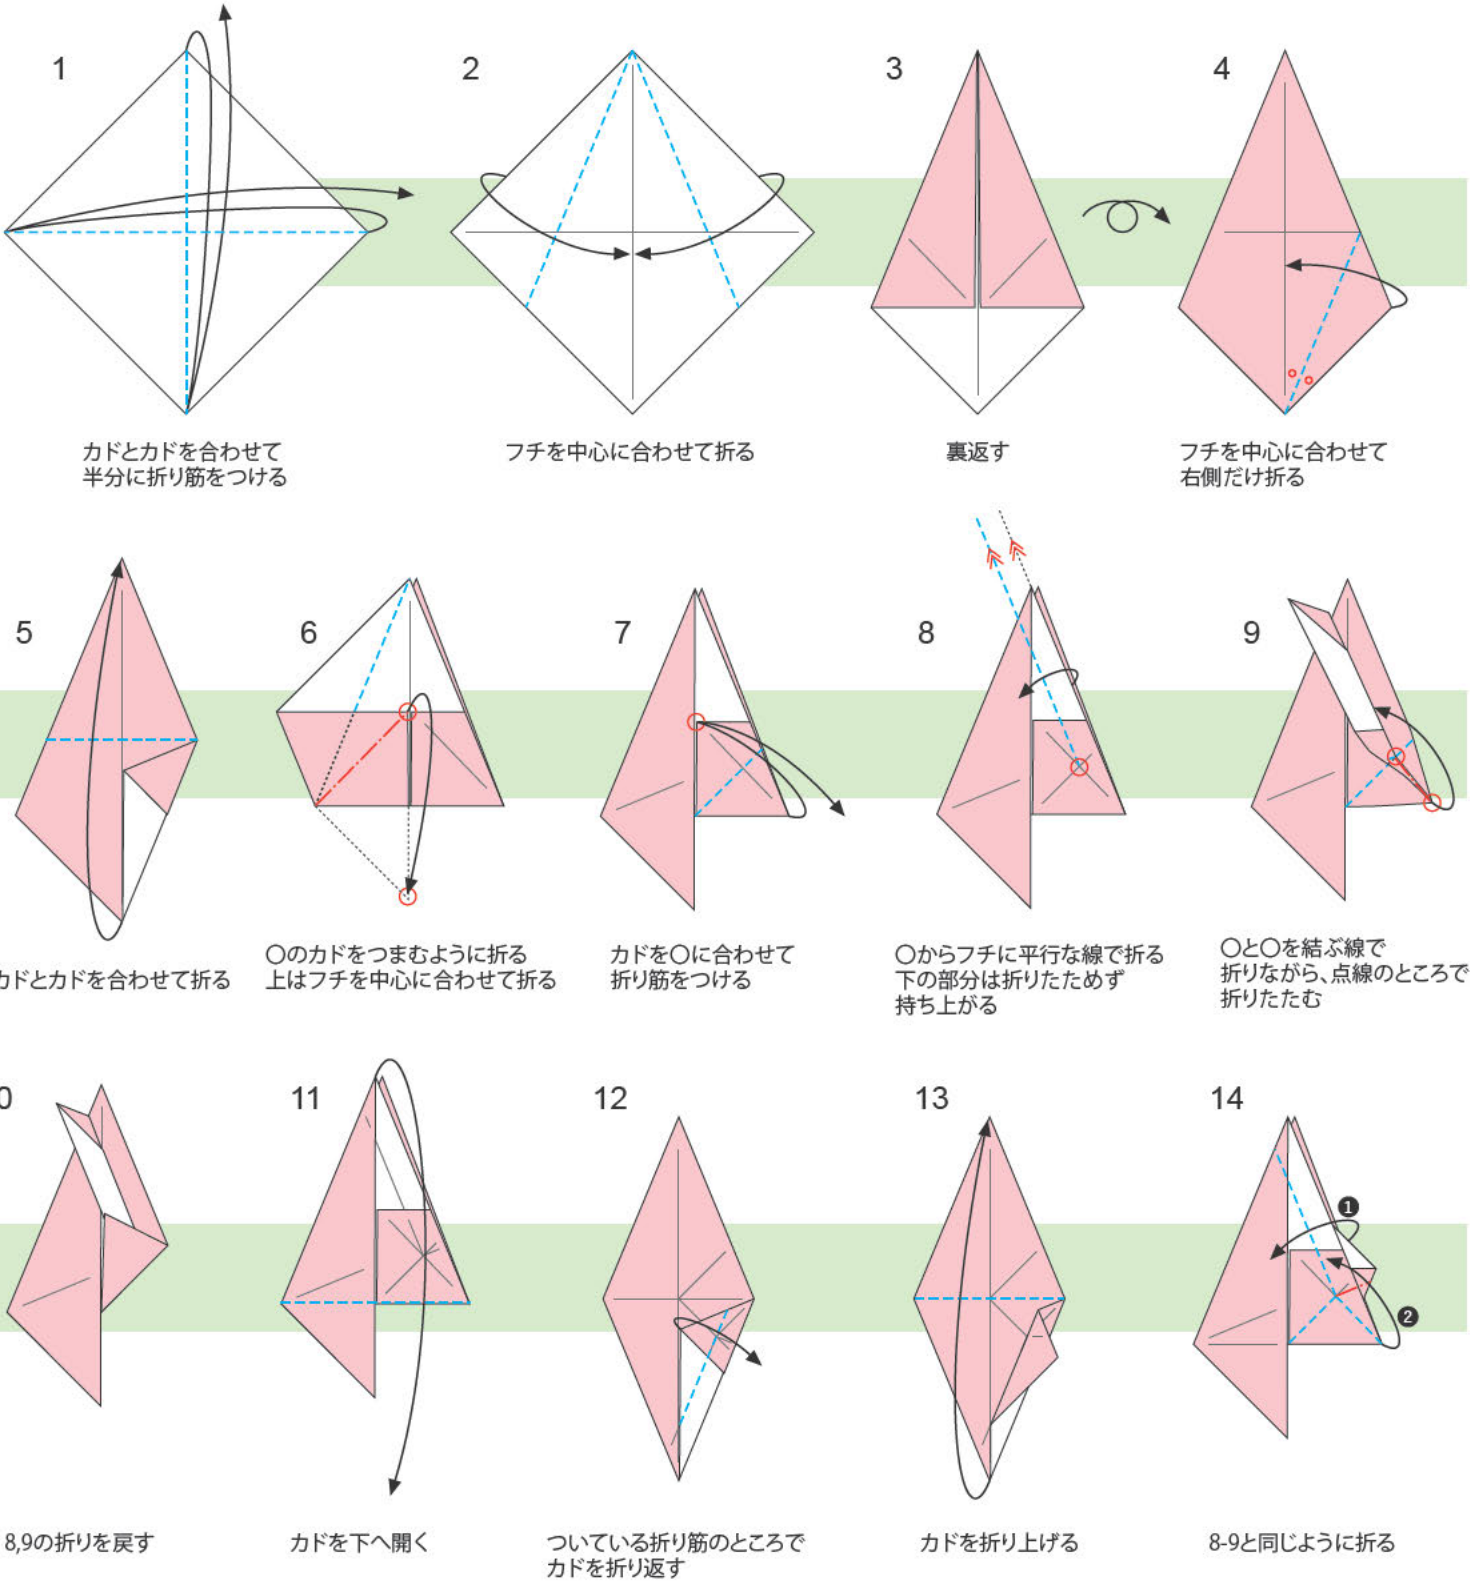 1
2
3
4
カドとカドを合わせて
半分に折り筋をつける
フチを中心に合わせて折る
裏返す
フチを中心に合わせて
右側だけ折る
5
6
7
8
9
カドとカドを合わせて折る
○のカドをつまむように折る
上はフチを中心に合わせて折る
カドを○に合わせて
折り筋をつける
○からフチに平行な線で折る
下の部分は折りたためず
持ち上がる
○と○を結ぶ線で
折りながら、点線のところで
折りたたむ
0
11
12
13
14
❶
❷
8,9の折りを戻す
カドを下へ開く
ついている折り筋のところで
カドを折り返す
カドを折り上げる
8-9と同じように折る